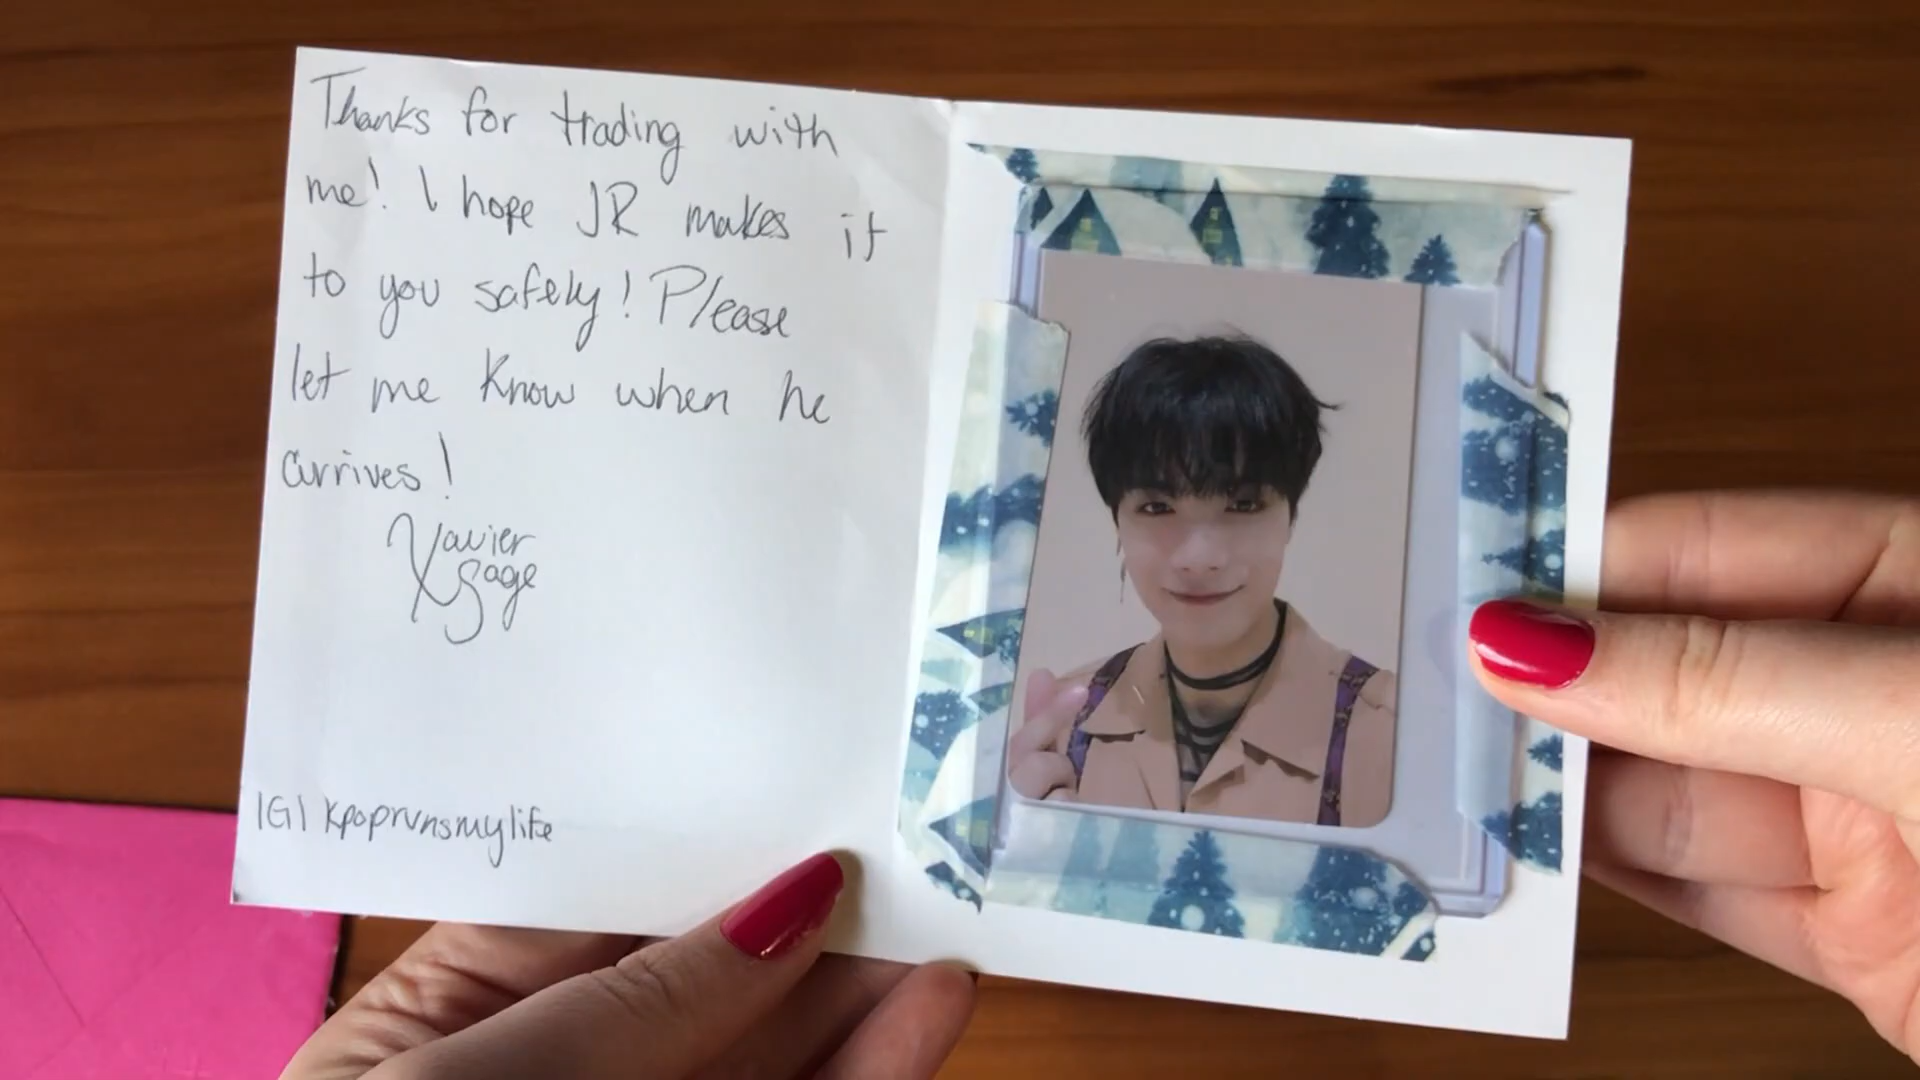 Thanks for trading with
me! I hope JR makes it
to you safely! Please
let me know when he
arrives!
Xavier
Sage
IG| kpoprunsmylife